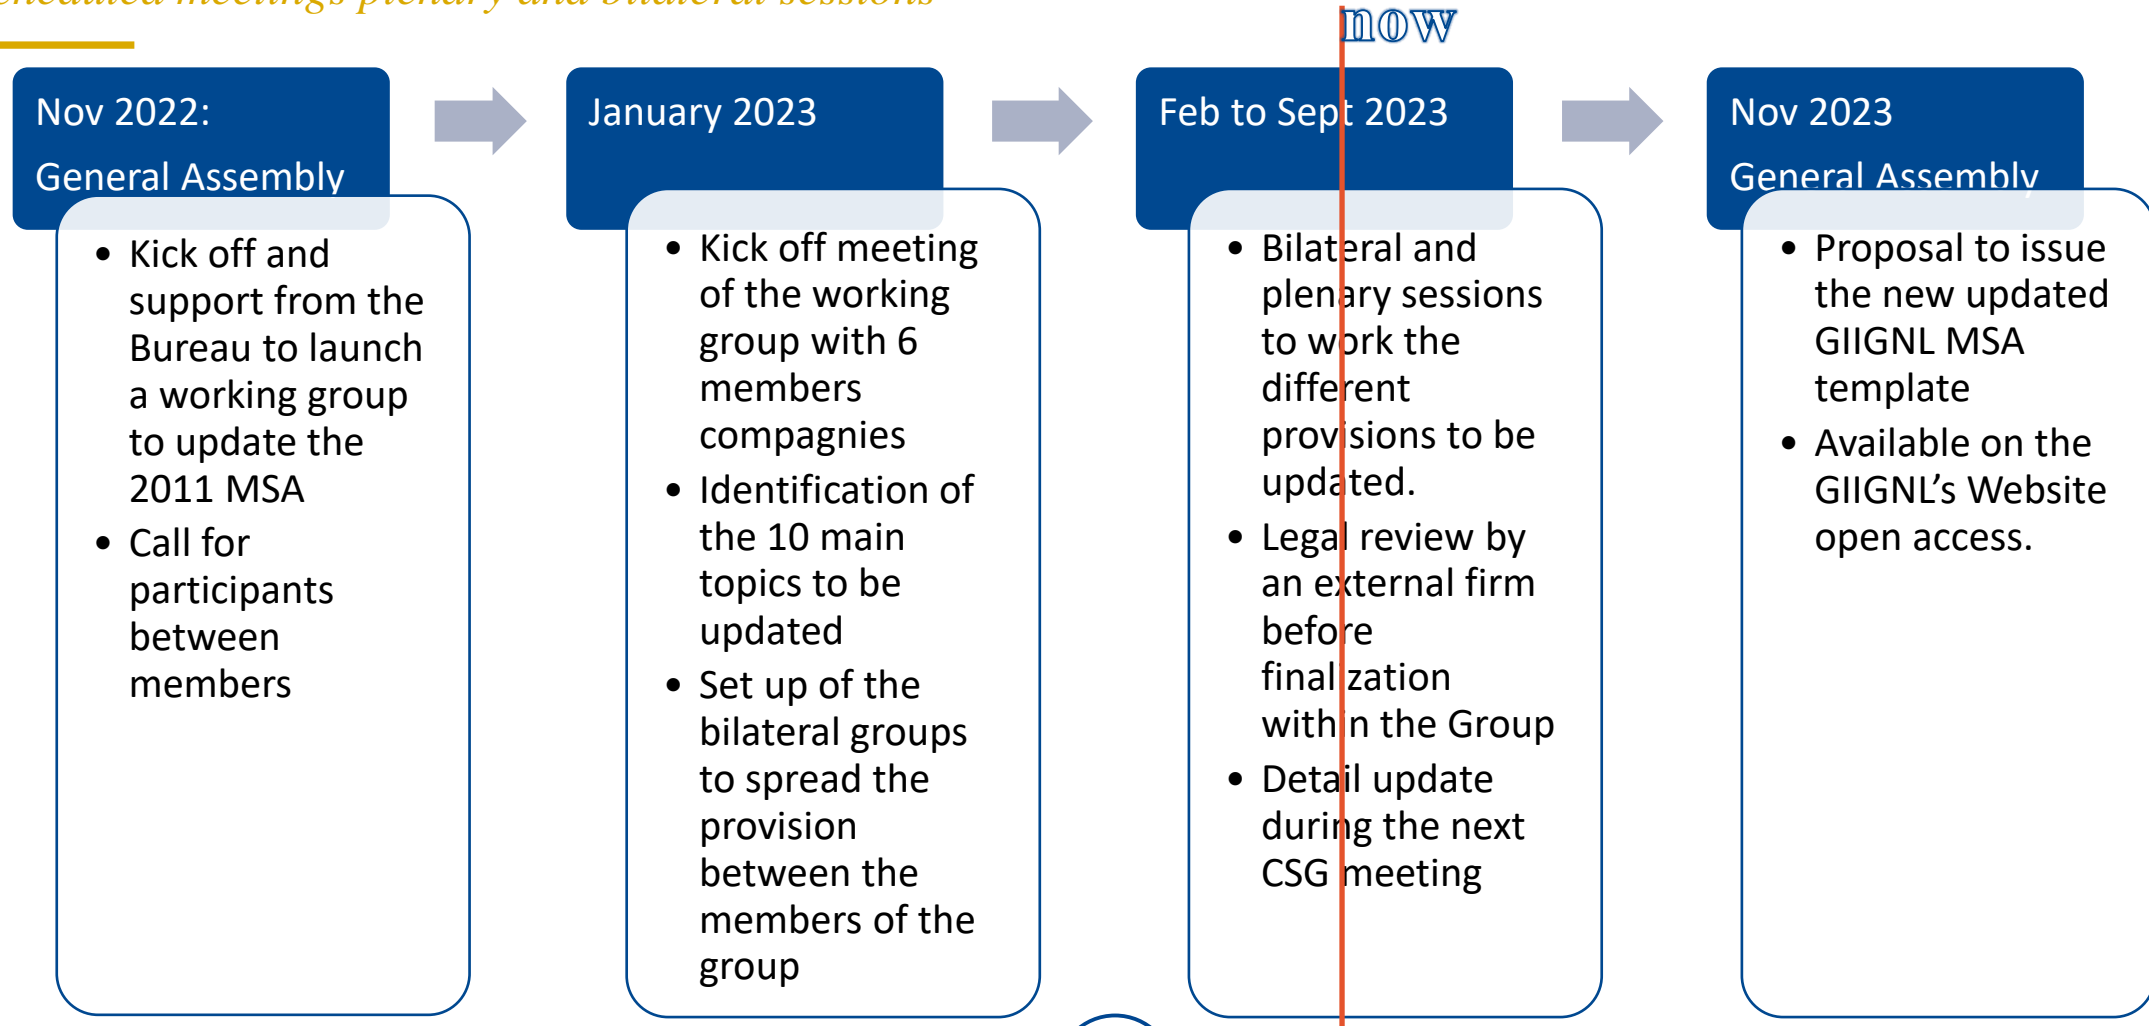 meetings plenary and bilateral sessions
now
Nov 2022:
General Assembly
• Kick off and
support from the
Bureau to launch
a working group
to update the
2011 MSA
• Call for
participants
between
members
January 2023
• Kick off meeting
of the working
group with 6
members
compagnies
• Identification of
the 10 main
topics to be
updated
• Set up of the
bilateral groups
to spread the
provision
between the
members of the
group
Feb to Sept 2023
• Bilateral and
plenary sessions
to work the
different
provisions to be
updated.
• Legal review by
an external firm
before
finalization
within the Group
• Detail update
during the next
CSG meeting
Nov 2023
General Assembly
• Proposal to issue
the new updated
GIIGNL MSA
template
• Available on the
GIIGNL’s Website
open access.